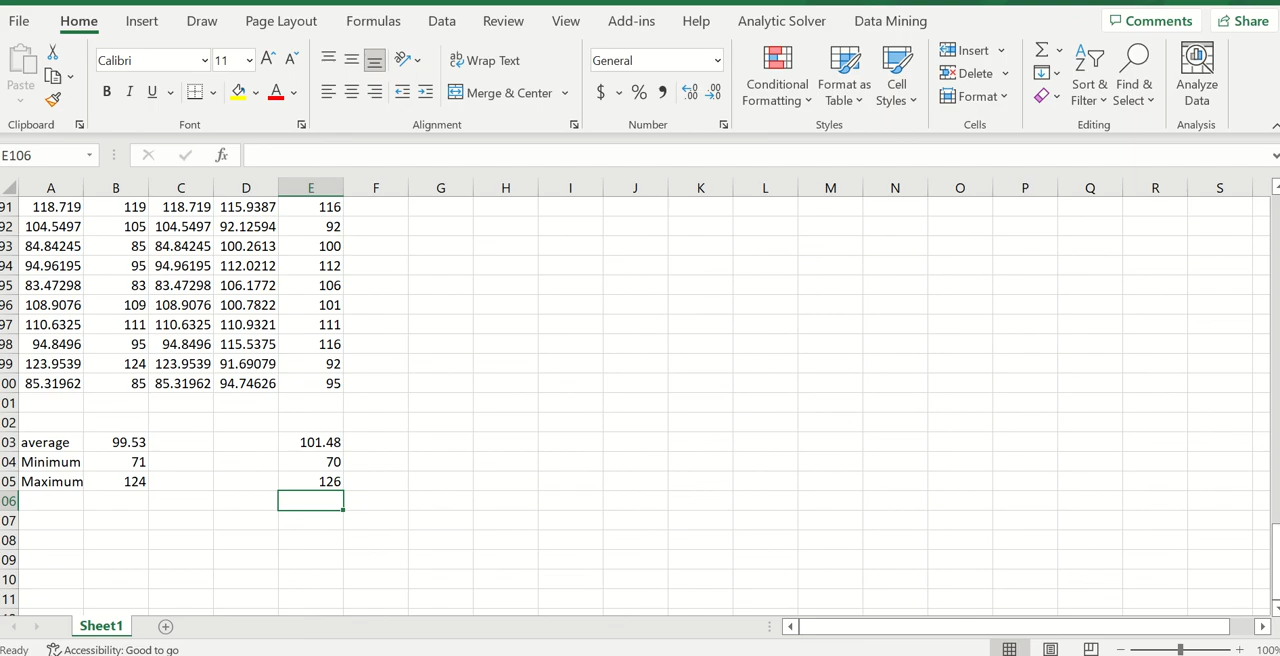 File Home Insert Draw Page Layout Formulas Data Review View Add-ins Help Analytic Solver Data Mining Comments Share
Calibri 11 A A ab Wrap Text General Insert
Paste Conditional Format as Cell Delete Sort & Find & Analyze
B I U A Merge & Center $ % , Formatting Table Styles Format Filter Select Data
Clipboard Font Alignment Number Styles Cells Editing Analysis
E106 fx
A B C D E F G H I J K L M N O P Q R S
91 118.719 119 118.719 115.9387 116
92 104.5497 105 104.5497 92.12594 92
93 84.84245 85 84.84245 100.2613 100
94 94.96195 95 94.96195 112.0212 112
95 83.47298 83 83.47298 106.1772 106
96 108.9076 109 108.9076 100.7822 101
97 110.6325 111 110.6325 110.9321 111
98 94.8496 95 94.8496 115.5375 116
99 123.9539 124 123.9539 91.69079 92
00 85.31962 85 85.31962 94.74626 95
01
02
03 average 99.53 101.48
04 Minimum 71 70
05 Maximum 124 126
06
07
08
09
10
11
Sheet1
Ready Accessibility: Good to go 100%